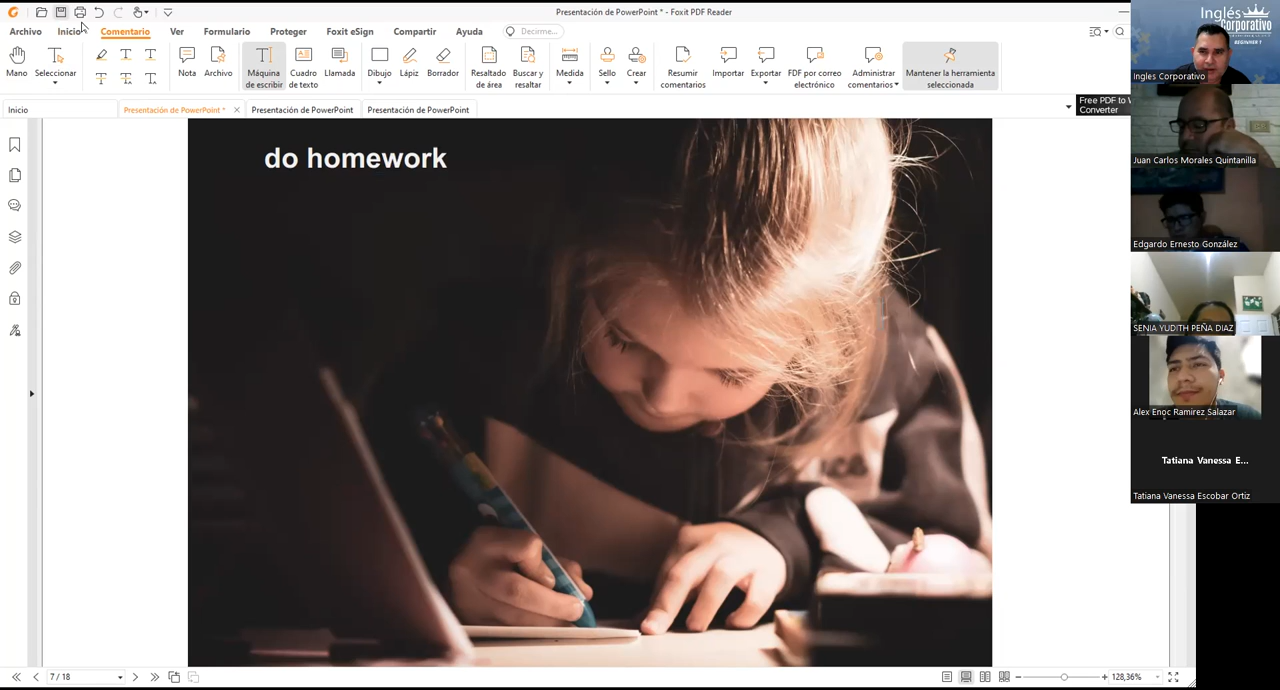 Presentación de PowerPoint * - Foxit PDF Reader
Archivo Inicio Comentario Ver Formulario Proteger Foxit eSign Compartir Ayuda Decirme...
Mano
Seleccionar
Nota
Archivo
Máquina
de escribir
Cuadro
de texto
Llamada
Dibujo
Lápiz
Borrador
Resaltado
de área
Buscar y
resaltar
Medida
Sello
Crear
Resumir
comentarios
Importar
Exportar
FDF por correo
electrónico
Administrar
comentarios
Mantener la herramienta
seleccionada
Inicio
Presentación de PowerPoint *
Presentación de PowerPoint
Presentación de PowerPoint
Free PDF to W
Converter
do homework
Inglés
Corporativo
BEGINNER 1
Ingles Corporativo
Juan Carlos Morales Quintanilla
Edgardo Ernesto González
SENIA YUDITH PEÑA DIAZ
Alex Enoc Ramirez Salazar
Tatiana Vanessa E...
Tatiana Vanessa Escobar Ortiz
7 / 18
128,36%